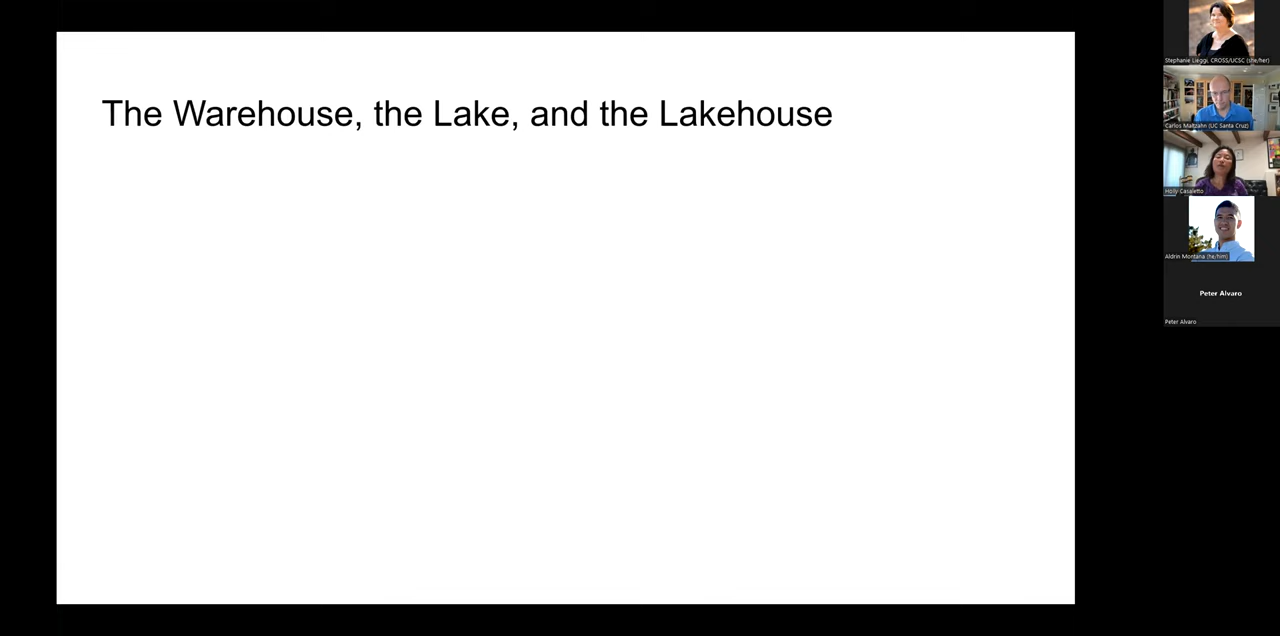 The Warehouse, the Lake, and the Lakehouse
Stephanie Lieggi, CROSS/UCSC (she/her)
Carlos Maltzahn (UC Santa Cruz)
Holly Casaletto
Aldrin Montana (he/him)
Peter Alvaro
Peter Alvaro